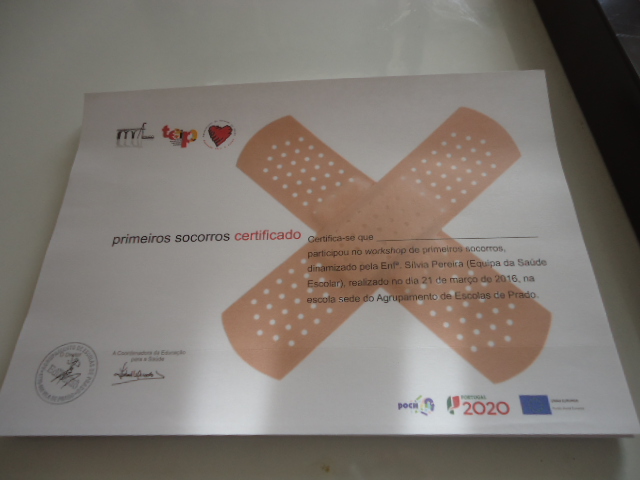 tep
primeiros socorros certificado
Certifica-se que
participou no workshop de primeiros socorros,
dinamizado pela Enfª. Sílvia Pereira (Equipa da Saúde
Escolar), realizado no dia 21 de março de 2016, na
escola sede do Agrupamento de Escolas de Prado.
A Coordenadora da Educação
para a Saúde
POCH
PORTUGAL
2020